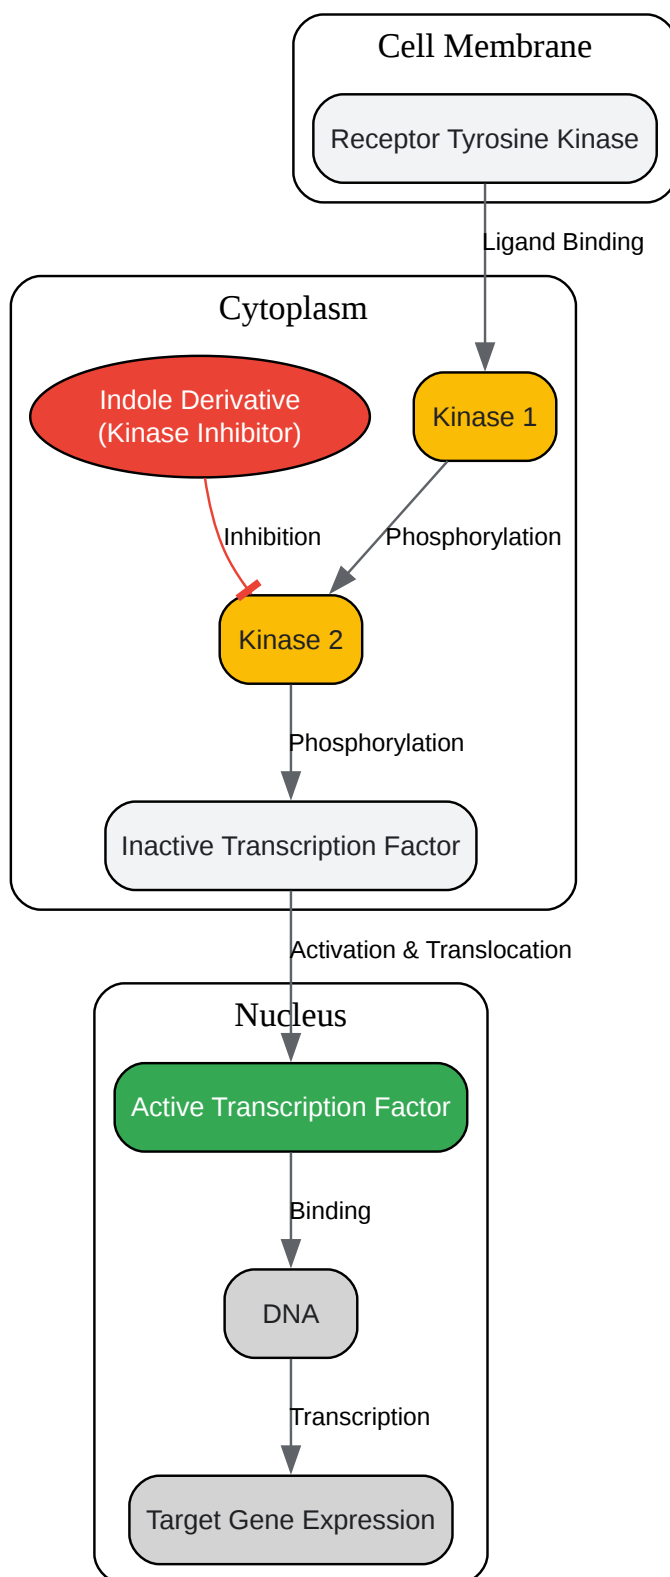 Cell Membrane
Receptor Tyrosine Kinase
Ligand Binding
Cytoplasm
Indole Derivative
(Kinase Inhibitor)
Kinase 1
Inhibition
Phosphorylation
Kinase 2
Phosphorylation
Inactive Transcription Factor
Activation & Translocation
Nucleus
Active Transcription Factor
Binding
DNA
Transcription
Target Gene Expression